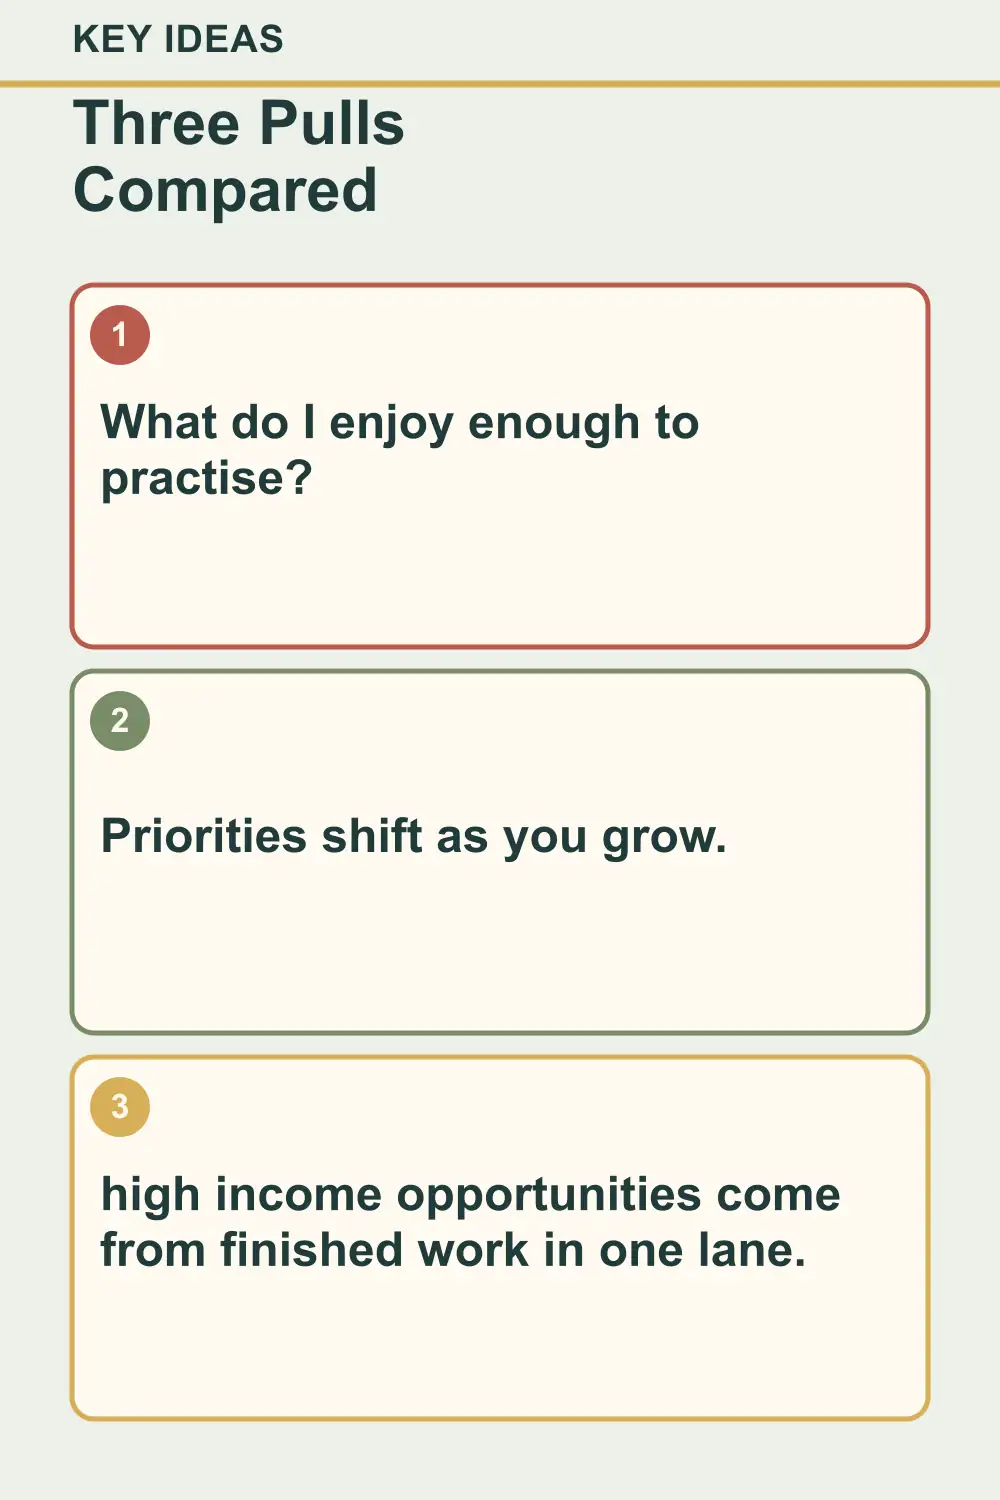 KEY IDEAS
Three Pulls
Compared
1
What do I enjoy enough to
practise?
2
Priorities shift as you grow.
3
high income opportunities come
from finished work in one lane.